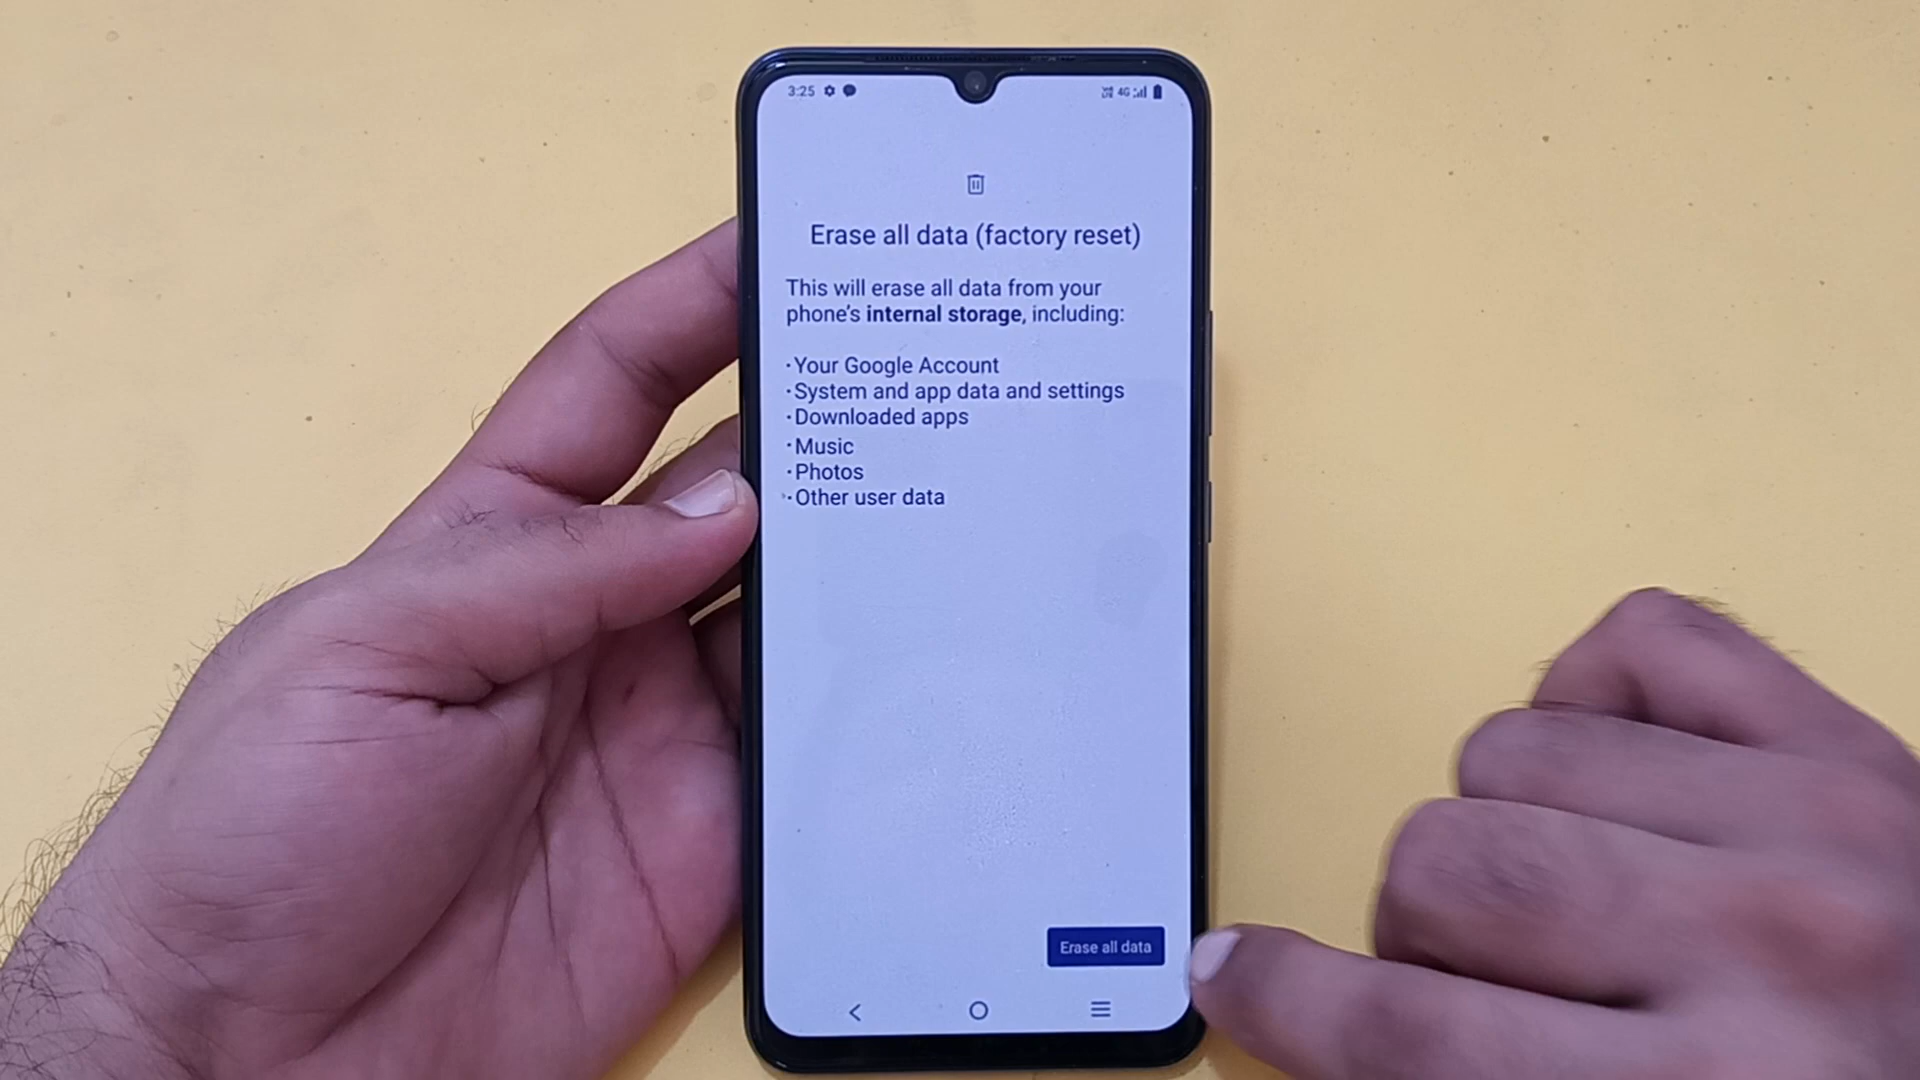 3:25 4G
Erase all data (factory reset)
This will erase all data from your
phone's internal storage, including:
·Your Google Account
·System and app data and settings
·Downloaded apps
·Music
·Photos
·Other user data
Erase all data